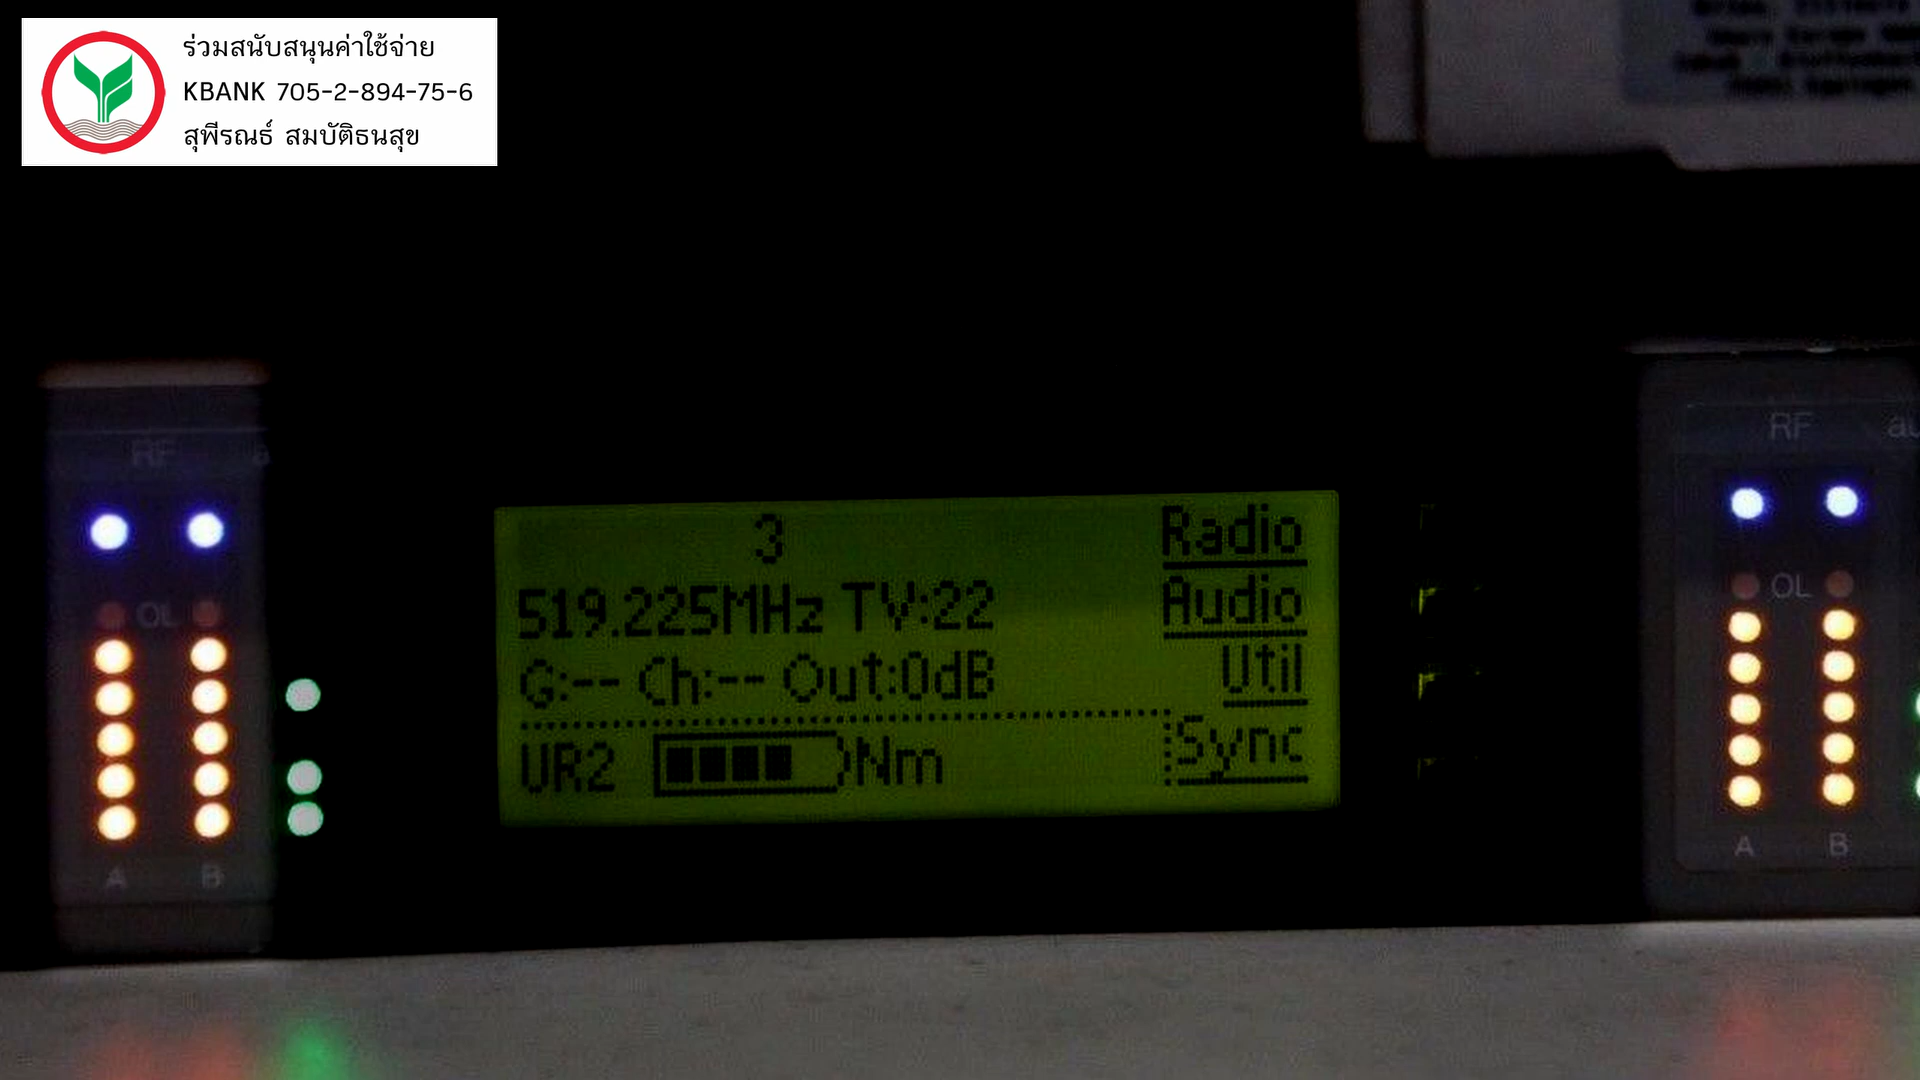 ร่วมสนับสนุนค่าใช้จ่าย
KBANK 705-2-894-75-6
สุพีรณธ์ สมบัติธนสุข
RF
RF
OL
OL
A B
A B
3
519.225MHz TV:22
G:-- Ch:-- Out:0dB
UR2 Nm
Radio
Audio
Util
Sync